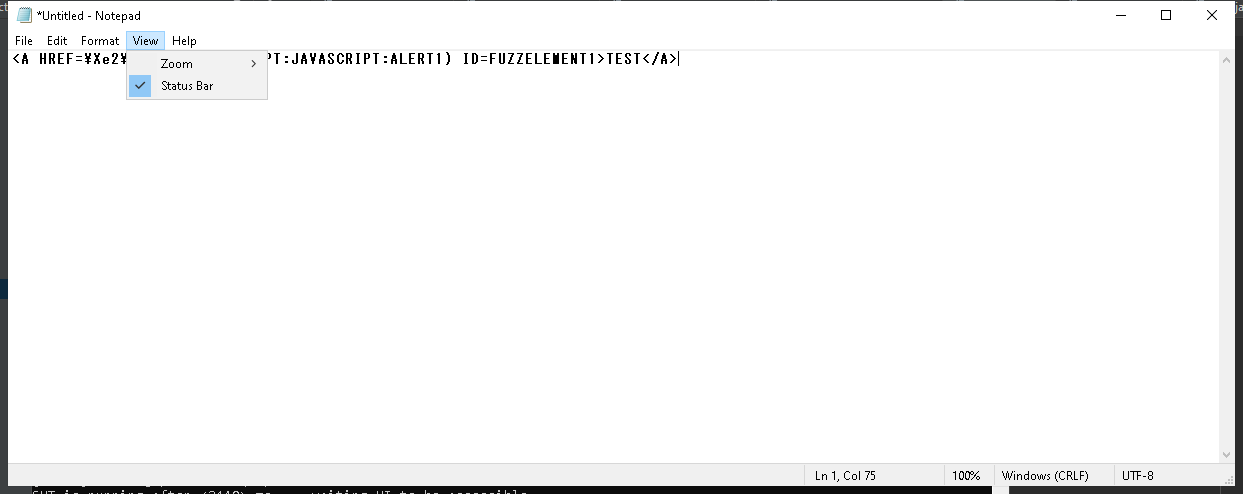 *Untitled - Notepad
File Edit Format View Help
<A HREF=¥Xe2¥ PT:JAVASCRIPT:ALERT1) ID=FUZZELEMENT1>TEST</A>
Zoom
Status Bar
Ln 1, Col 75 100% Windows (CRLF) UTF-8